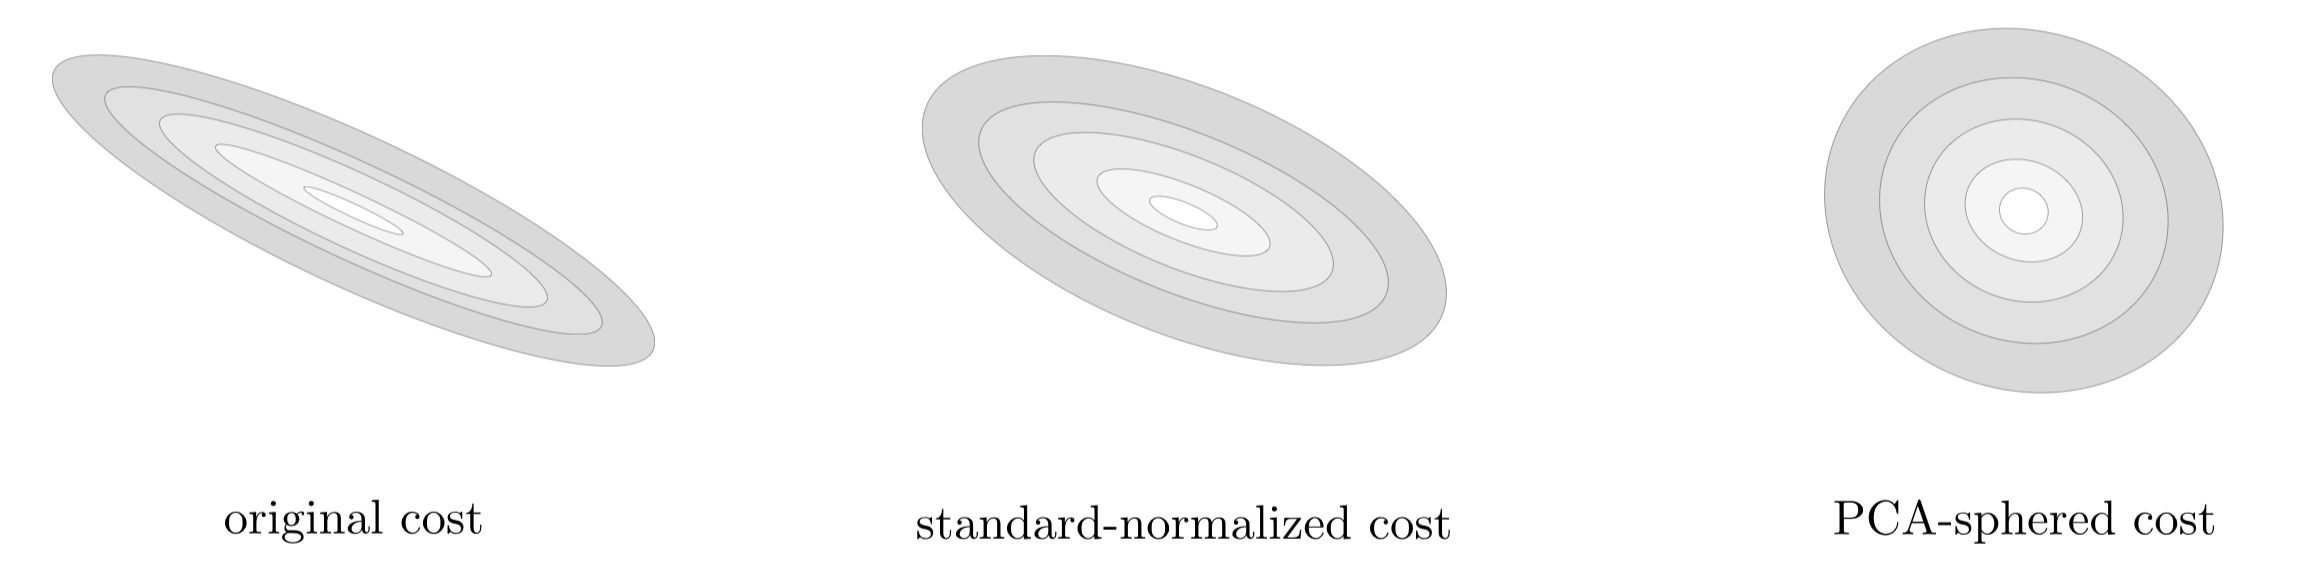 original cost
standard-normalized cost
PCA-sphered cost